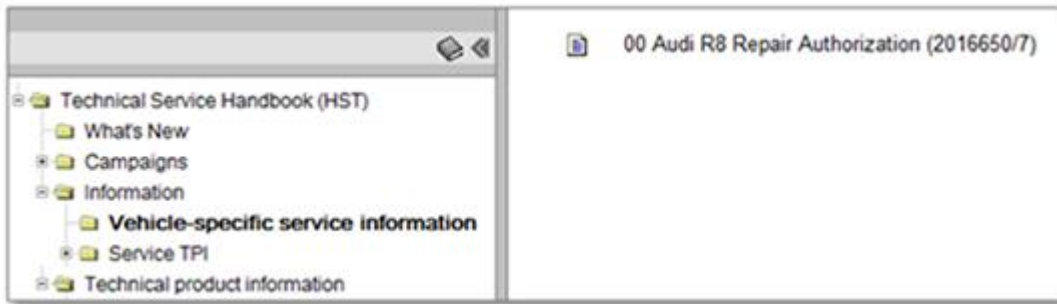 Technical Service Handbook (HST)
What's New
Campaigns
Information
Vehicle-specific service information
Service TPI
Technical product information
00 Audi R8 Repair Authorization (2016650/7)